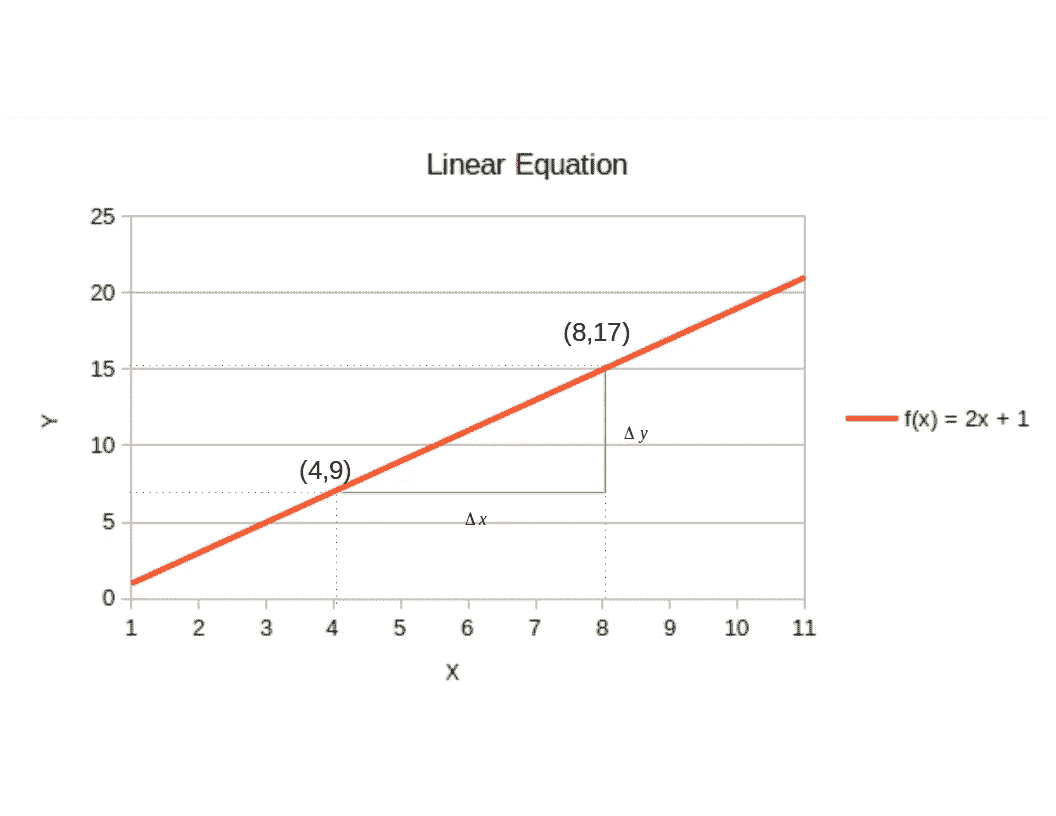 Linear Equation
25
20
(8,17)
15
Y
f(x) = 2x + 1
Δ y
10
(4,9)
5
Δ x
0
1 2 3 4 5 6 7 8 9 10 11
X